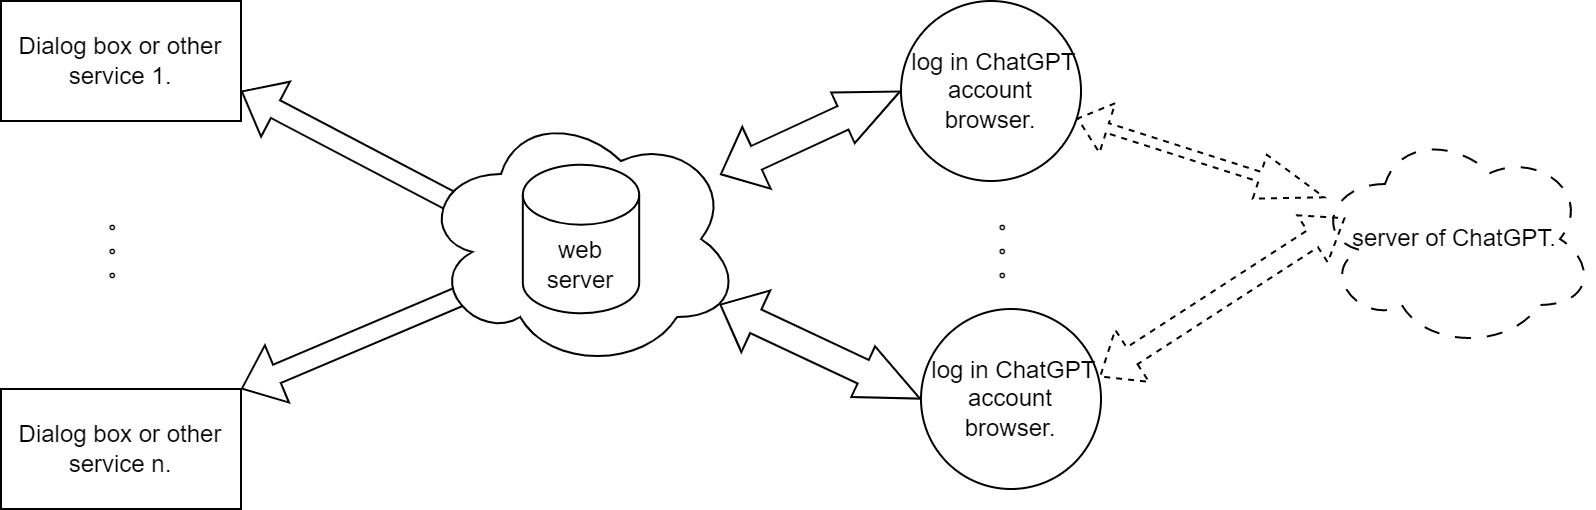 Dialog box or other
service 1.
log in ChatGPT
account
browser.
web
server
server of ChatGPT.
log in ChatGPT
account
browser.
Dialog box or other
service n.